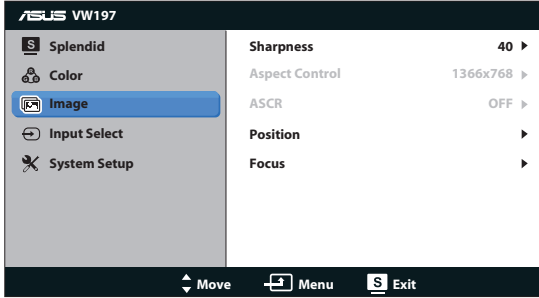 ASUS VW197
S Splendid
Color
Image
Input Select
System Setup
Sharpness 40
Aspect Control 1366x768
ASCR OFF
Position
Focus
Move Menu S Exit